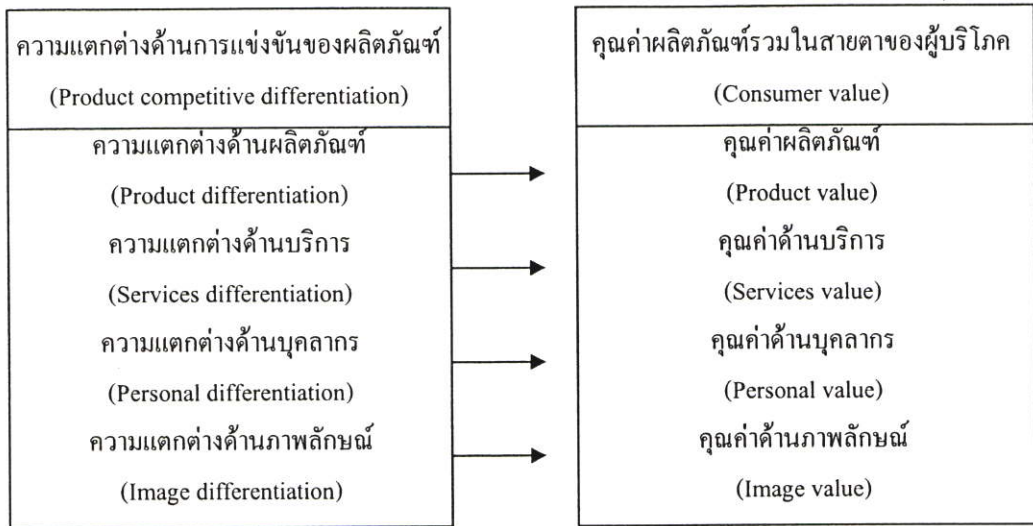 ความแตกต่างด้านการแข่งขันของผลิตภัณฑ์
(Product competitive differentiation)
ความแตกต่างด้านผลิตภัณฑ์
(Product differentiation)
ความแตกต่างด้านบริการ
(Services differentiation)
ความแตกต่างด้านบุคลากร
(Personal differentiation)
ความแตกต่างด้านภาพลักษณ์
(Image differentiation)
คุณค่าผลิตภัณฑ์รวมในสายตาของผู้บริโภค
(Consumer value)
คุณค่าผลิตภัณฑ์
(Product value)
คุณค่าด้านบริการ
(Services value)
คุณค่าด้านบุคลากร
(Personal value)
คุณค่าด้านภาพลักษณ์
(Image value)